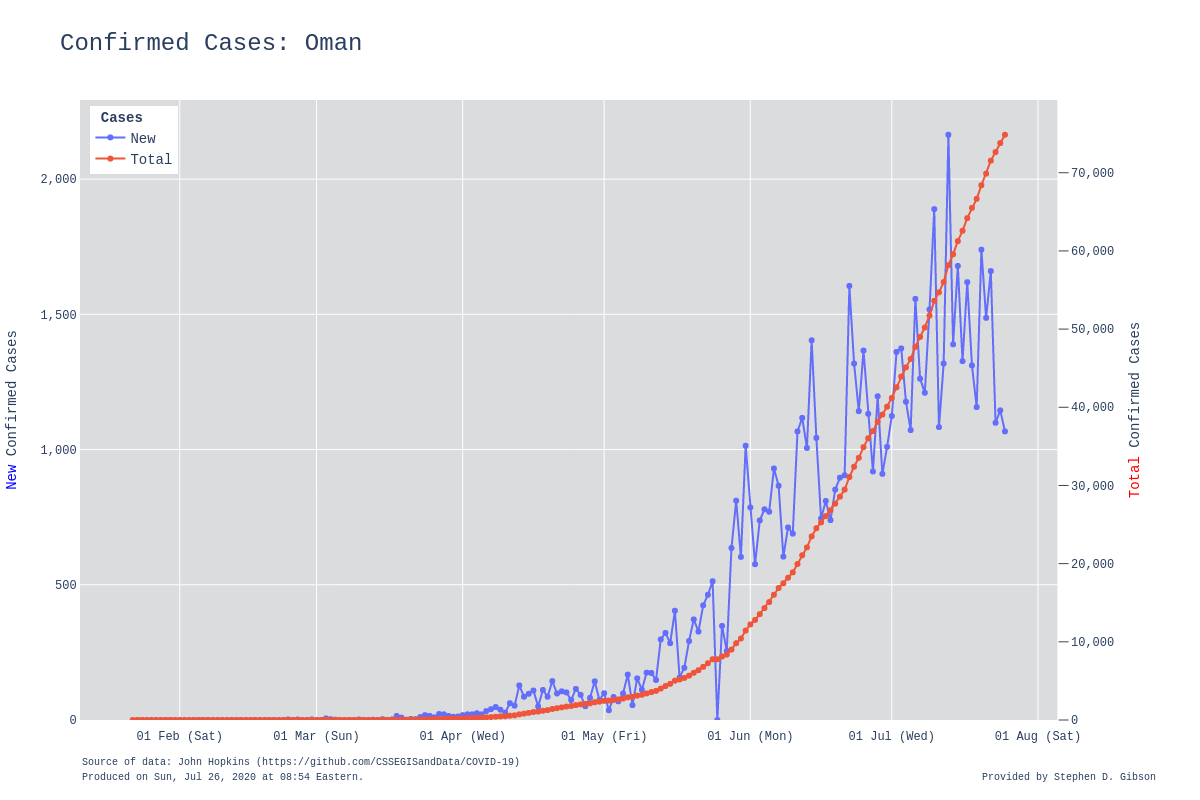 Confirmed Cases: Oman
Cases
New
Total
2,000
1,500
1,000
500
0
70,000
60,000
50,000
40,000
30,000
20,000
10,000
0
New Confirmed Cases
Total Confirmed Cases
01 Feb (Sat)
01 Mar (Sun)
01 Apr (Wed)
01 May (Fri)
01 Jun (Mon)
01 Jul (Wed)
01 Aug (Sat)
Source of data: John Hopkins (https://github.com/CSSEGISandData/COVID-19)
Produced on Sun, Jul 26, 2020 at 08:54 Eastern.
Provided by Stephen D. Gibson